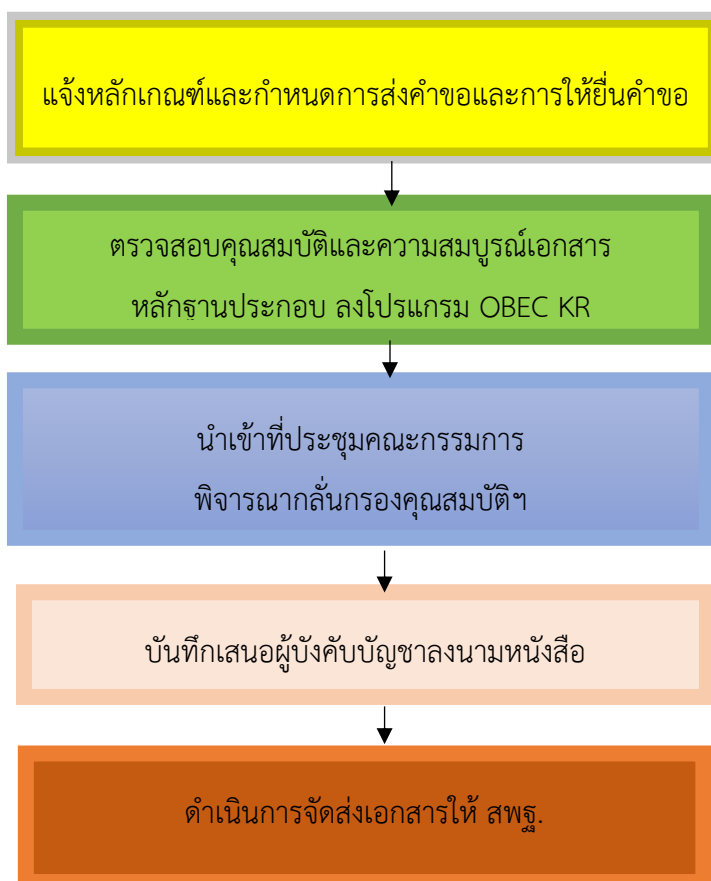 แจ้งหลักเกณฑ์และกำหนดการส่งคำขอและการให้ยื่นคำขอ
ตรวจสอบคุณสมบัติและความสมบูรณ์เอกสาร
หลักฐานประกอบ ลงโปรแกรม OBEC KR
นำเข้าที่ประชุมคณะกรรมการ
พิจารณากลั่นกรองคุณสมบัติฯ
บันทึกเสนอผู้บังคับบัญชาลงนามหนังสือ
ดำเนินการจัดส่งเอกสารให้ สพฐ.